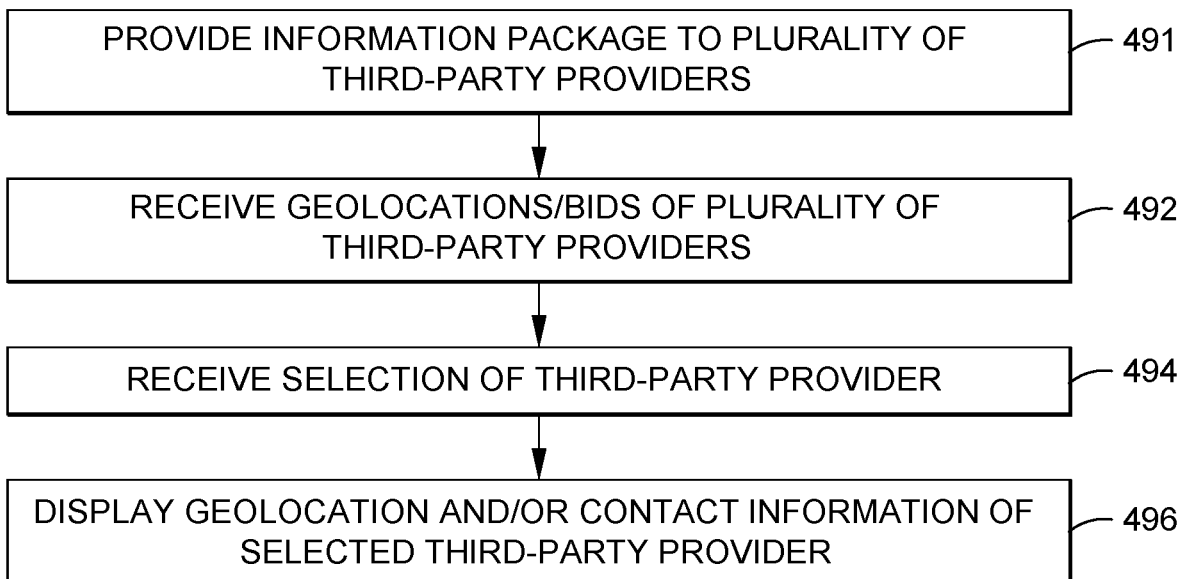 PROVIDE INFORMATION PACKAGE TO PLURALITY OF
THIRD-PARTY PROVIDERS
491
RECEIVE GEOLOCATIONS/BIDS OF PLURALITY OF
THIRD-PARTY PROVIDERS
492
RECEIVE SELECTION OF THIRD-PARTY PROVIDER
494
DISPLAY GEOLOCATION AND/OR CONTACT INFORMATION OF
SELECTED THIRD-PARTY PROVIDER
496